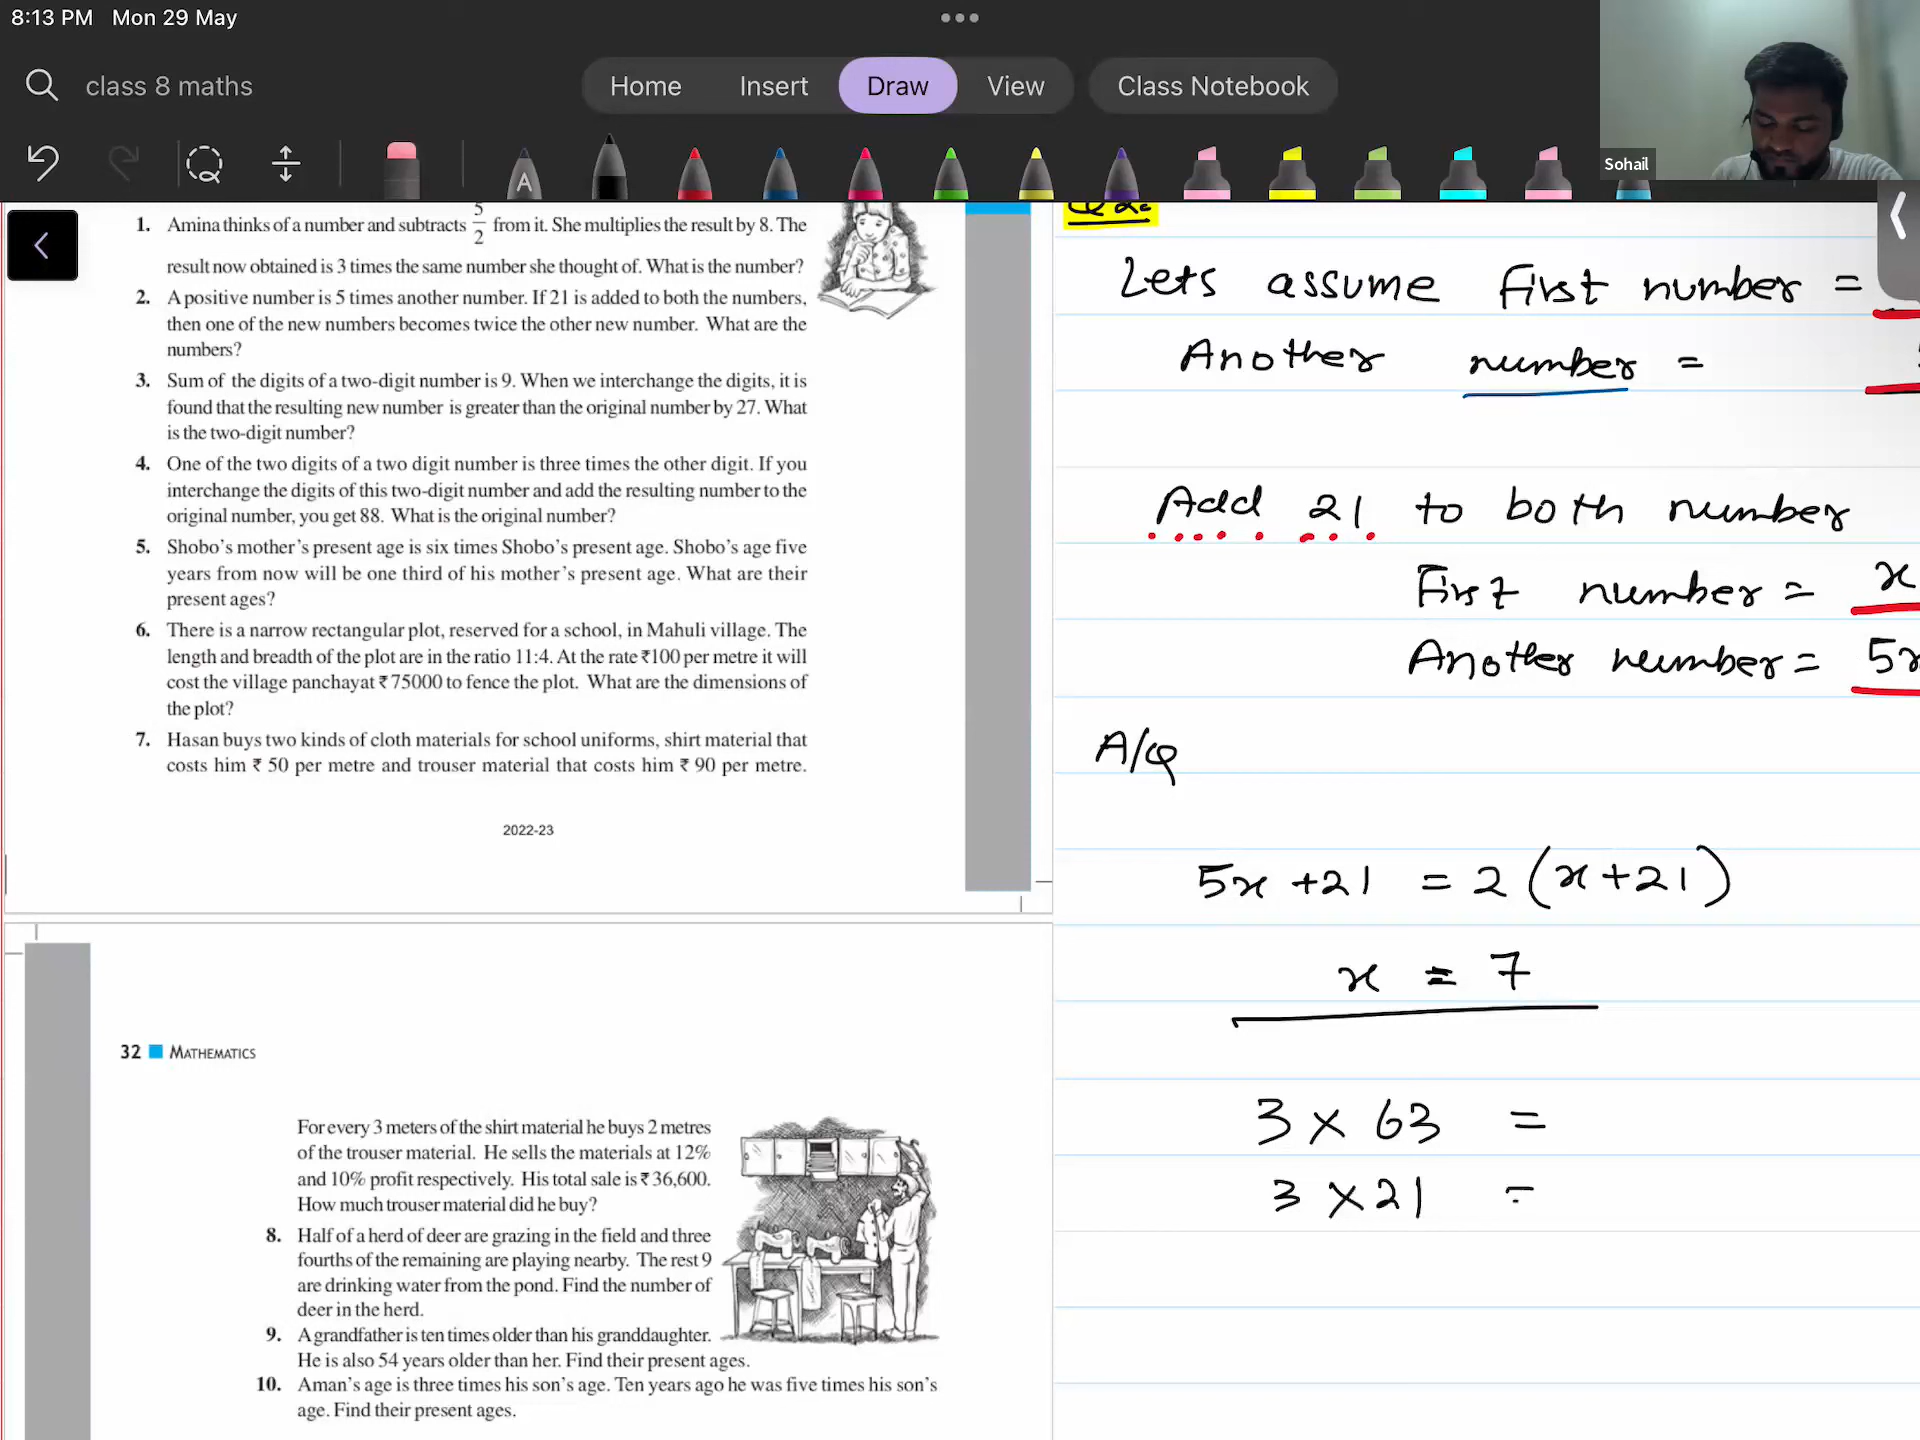 8:13 PM Mon 29 May
class 8 maths
Home Insert Draw View Class Notebook
A
Sohail
1. Amina thinks of a number and subtracts 5/2 from it. She multiplies the result by 8. The
result now obtained is 3 times the same number she thought of. What is the number?
2. A positive number is 5 times another number. If 21 is added to both the numbers,
then one of the new numbers becomes twice the other new number. What are the
numbers?
3. Sum of the digits of a two-digit number is 9. When we interchange the digits, it is
found that the resulting new number is greater than the original number by 27. What
is the two-digit number?
4. One of the two digits of a two digit number is three times the other digit. If you
interchange the digits of this two-digit number and add the resulting number to the
original number, you get 88. What is the original number?
5. Shobo's mother's present age is six times Shobo's present age. Shobo's age five
years from now will be one third of his mother's present age. What are their
present ages?
6. There is a narrow rectangular plot, reserved for a school, in Mahuli village. The
length and breadth of the plot are in the ratio 11:4. At the rate ₹100 per metre it will
cost the village panchayat ₹75000 to fence the plot. What are the dimensions of
the plot?
7. Hasan buys two kinds of cloth materials for school uniforms, shirt material that
costs him ₹ 50 per metre and trouser material that costs him ₹ 90 per metre.
2022-23
32 MATHEMATICS
For every 3 meters of the shirt material he buys 2 metres
of the trouser material. He sells the materials at 12%
and 10% profit respectively. His total sale is ₹36,600.
How much trouser material did he buy?
8. Half of a herd of deer are grazing in the field and three
fourths of the remaining are playing nearby. The rest 9
are drinking water from the pond. Find the number of
deer in the herd.
9. A grandfather is ten times older than his granddaughter.
He is also 54 years older than her. Find their present ages.
10. Aman's age is three times his son's age. Ten years ago he was five times his son's
age. Find their present ages.
Lets assume First number =
Another number =
Add 21 to both number
First number = x
Another number = 5x
A/Q
5x +21 = 2 (x+21)
x = 7
3 × 63 =
3 × 21 =